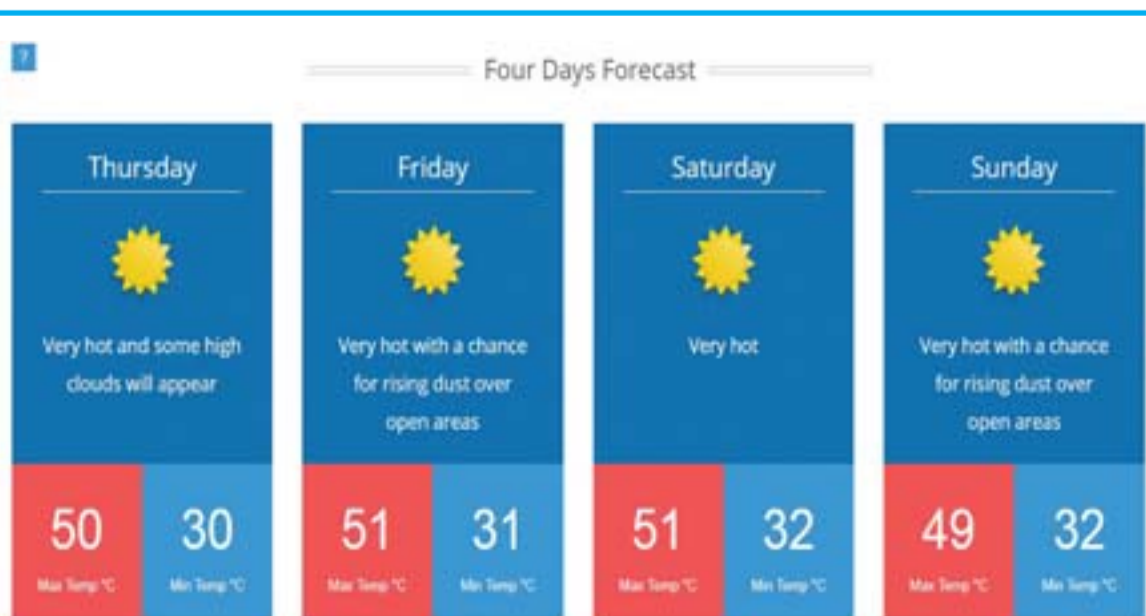 ?
Four Days Forecast
Thursday
Very hot and some high
clouds will appear
50
Max Temp °C
30
Min Temp °C
Friday
Very hot with a chance
for rising dust over
open areas
51
Max Temp °C
31
Min Temp °C
Saturday
Very hot
51
Max Temp °C
32
Min Temp °C
Sunday
Very hot with a chance
for rising dust over
open areas
49
Max Temp °C
32
Min Temp °C